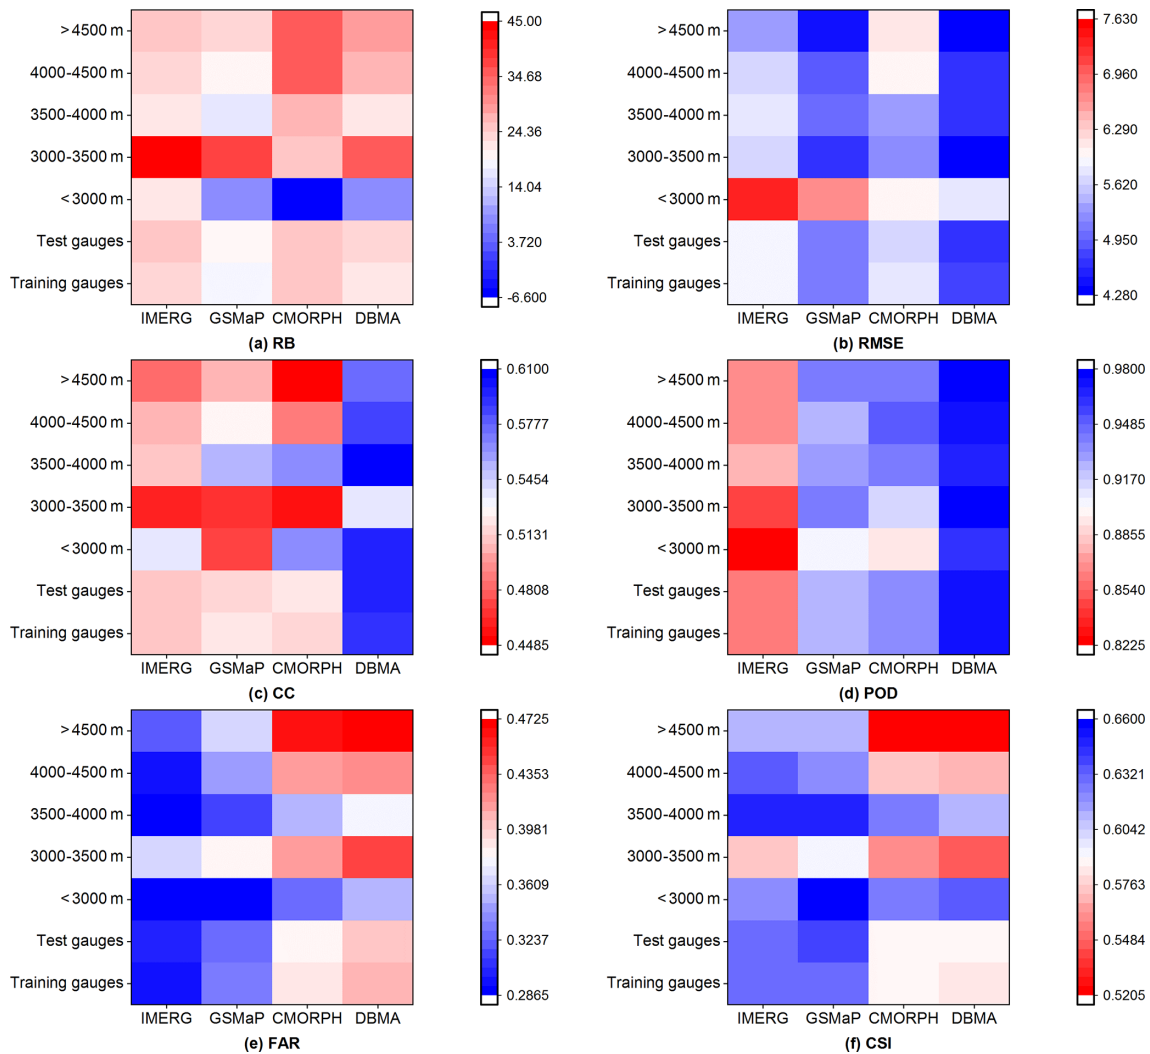 > 4500 m
4000-4500 m
3500-4000 m
3000-3500 m
< 3000 m
Test gauges
Training gauges
IMERG GSMaP CMORPH DBMA
45.00
34.68
24.36
14.04
3.720
-6.600
(a) RB
> 4500 m
4000-4500 m
3500-4000 m
3000-3500 m
< 3000 m
Test gauges
Training gauges
IMERG GSMaP CMORPH DBMA
7.630
6.960
6.290
5.620
4.950
4.280
(b) RMSE
> 4500 m
4000-4500 m
3500-4000 m
3000-3500 m
< 3000 m
Test gauges
Training gauges
IMERG GSMaP CMORPH DBMA
0.6100
0.5777
0.5454
0.5131
0.4808
0.4485
(c) CC
> 4500 m
4000-4500 m
3500-4000 m
3000-3500 m
< 3000 m
Test gauges
Training gauges
IMERG GSMaP CMORPH DBMA
0.9800
0.9485
0.9170
0.8855
0.8540
0.8225
(d) POD
> 4500 m
4000-4500 m
3500-4000 m
3000-3500 m
< 3000 m
Test gauges
Training gauges
IMERG GSMaP CMORPH DBMA
0.4725
0.4353
0.3981
0.3609
0.3237
0.2865
(e) FAR
> 4500 m
4000-4500 m
3500-4000 m
3000-3500 m
< 3000 m
Test gauges
Training gauges
IMERG GSMaP CMORPH DBMA
0.6600
0.6321
0.6042
0.5763
0.5484
0.5205
(f) CSI